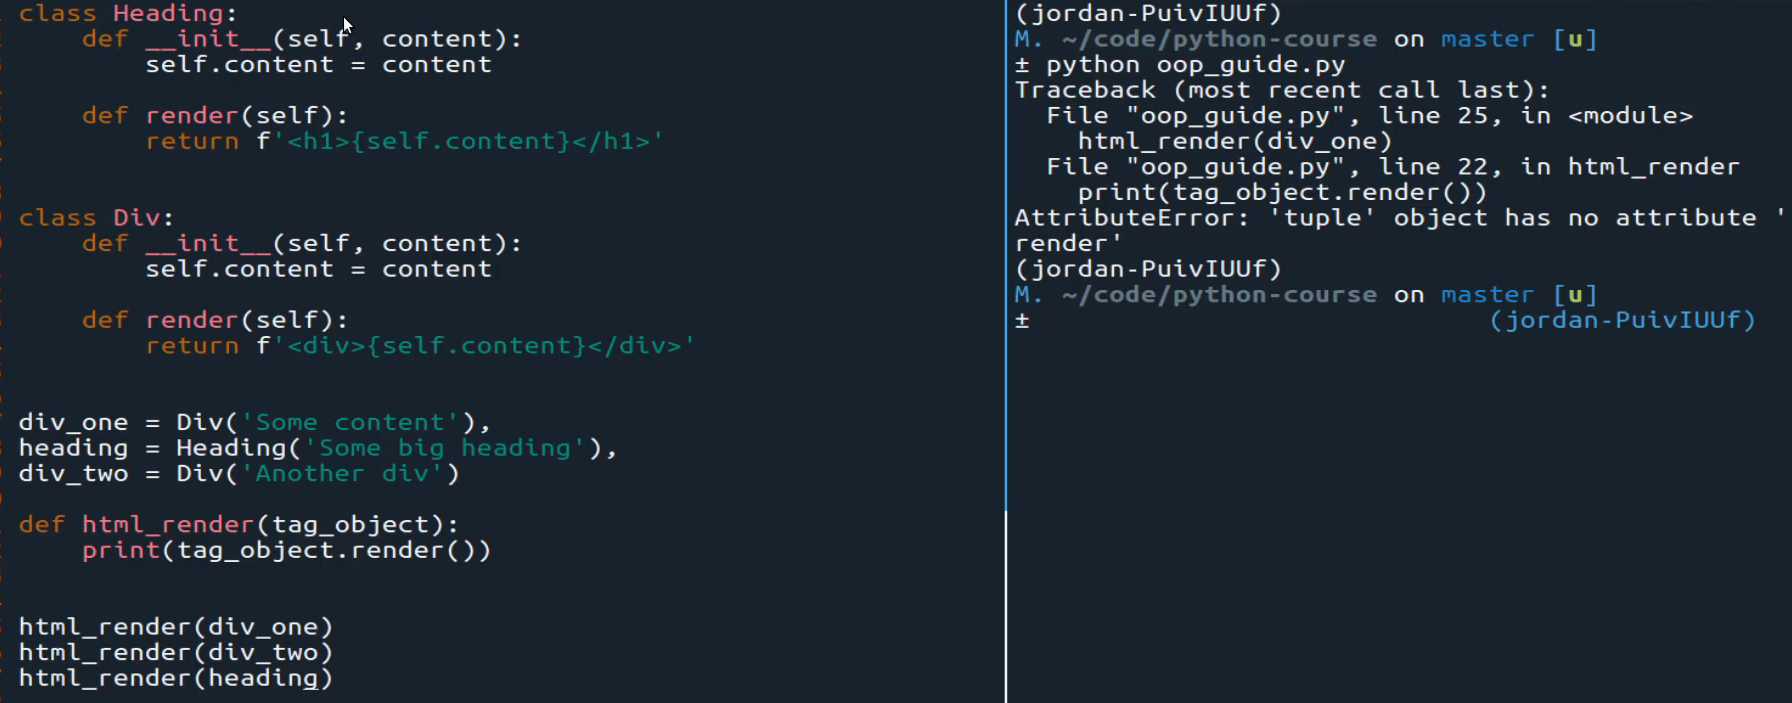 class Heading:
    def __init__(self, content):
        self.content = content
    def render(self):
        return f'<h1>{self.content}</h1>'
class Div:
    def __init__(self, content):
        self.content = content
    def render(self):
        return f'<div>{self.content}</div>'
div_one = Div('Some content'),
heading = Heading('Some big heading'),
div_two = Div('Another div')
def html_render(tag_object):
    print(tag_object.render())
html_render(div_one)
html_render(div_two)
html_render(heading)
(jordan-PuivIUUf)
M. ~/code/python-course on master [u]
± python oop_guide.py
Traceback (most recent call last):
  File "oop_guide.py", line 25, in <module>
    html_render(div_one)
  File "oop_guide.py", line 22, in html_render
    print(tag_object.render())
AttributeError: 'tuple' object has no attribute '
render'
(jordan-PuivIUUf)
M. ~/code/python-course on master [u]
± (jordan-PuivIUUf)